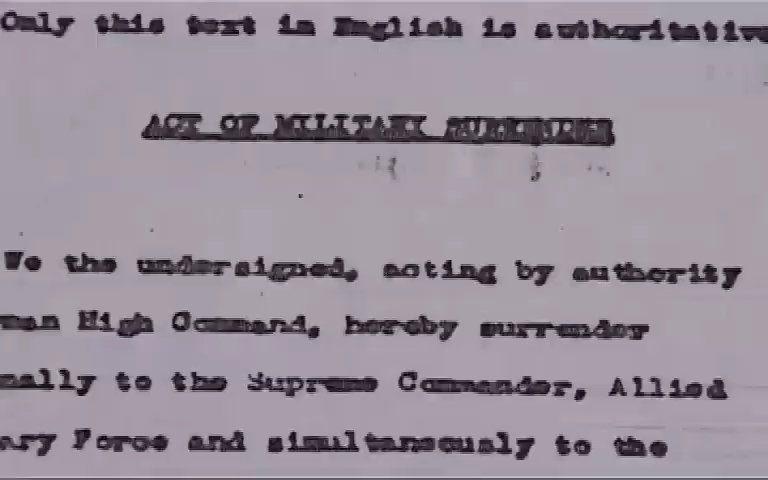 Only this text in English is authoritative
ACT OF MILITARY SURRENDER
We the undersigned, acting by authority
man High Command, hereby surrender
nally to the Supreme Commander, Allied
ary Force and simultaneously to the